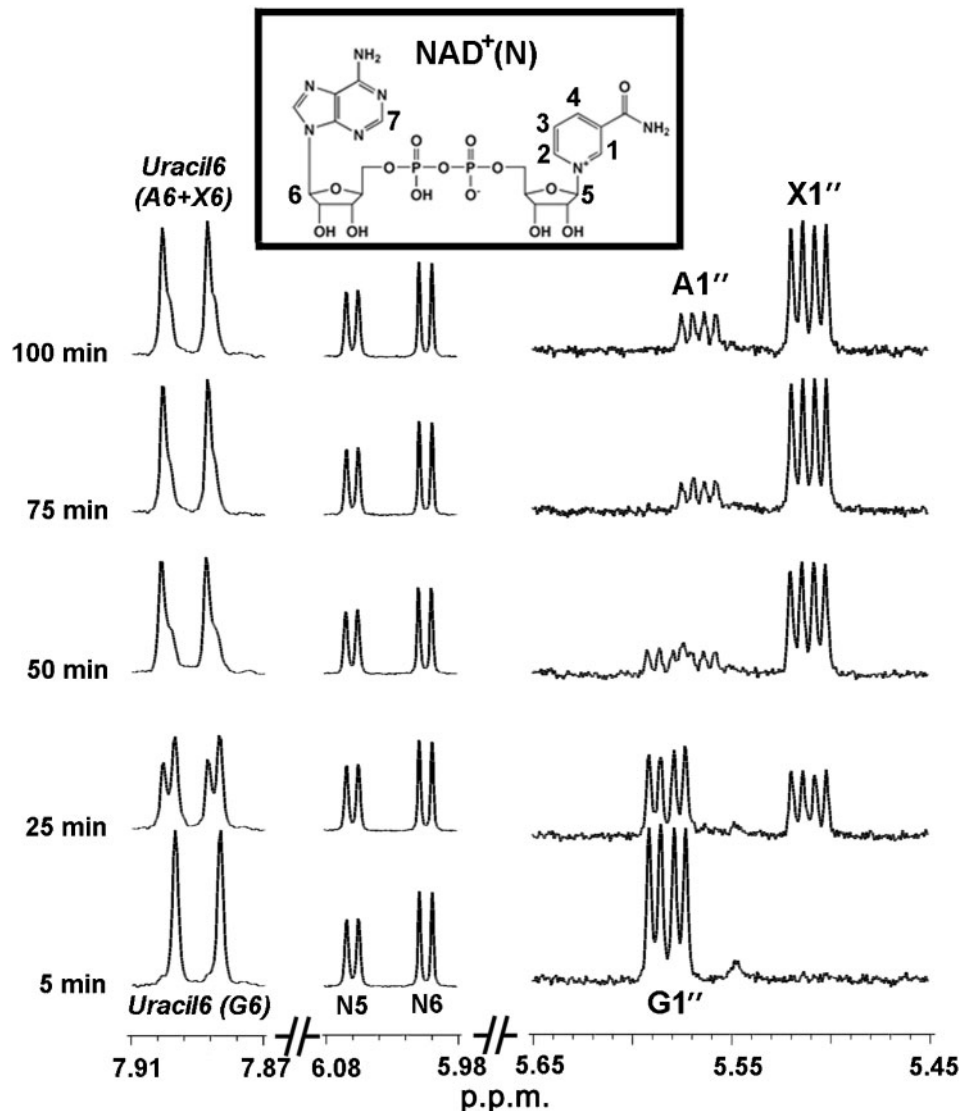 NAD⁺(N)
NH₂
N
N
N
N
7
4
3
2
1
O
NH₂
N⁺
O
O
O
P
O
P
O
OH
O⁻
6
O
O
5
OH
OH
OH
OH
Uracil6
(A6+X6)
A1′′
X1′′
100 min
75 min
50 min
25 min
5 min
Uracil6 (G6)
N5
N6
G1′′
7.91
7.87
6.08
5.98
5.65
5.55
5.45
p.p.m.